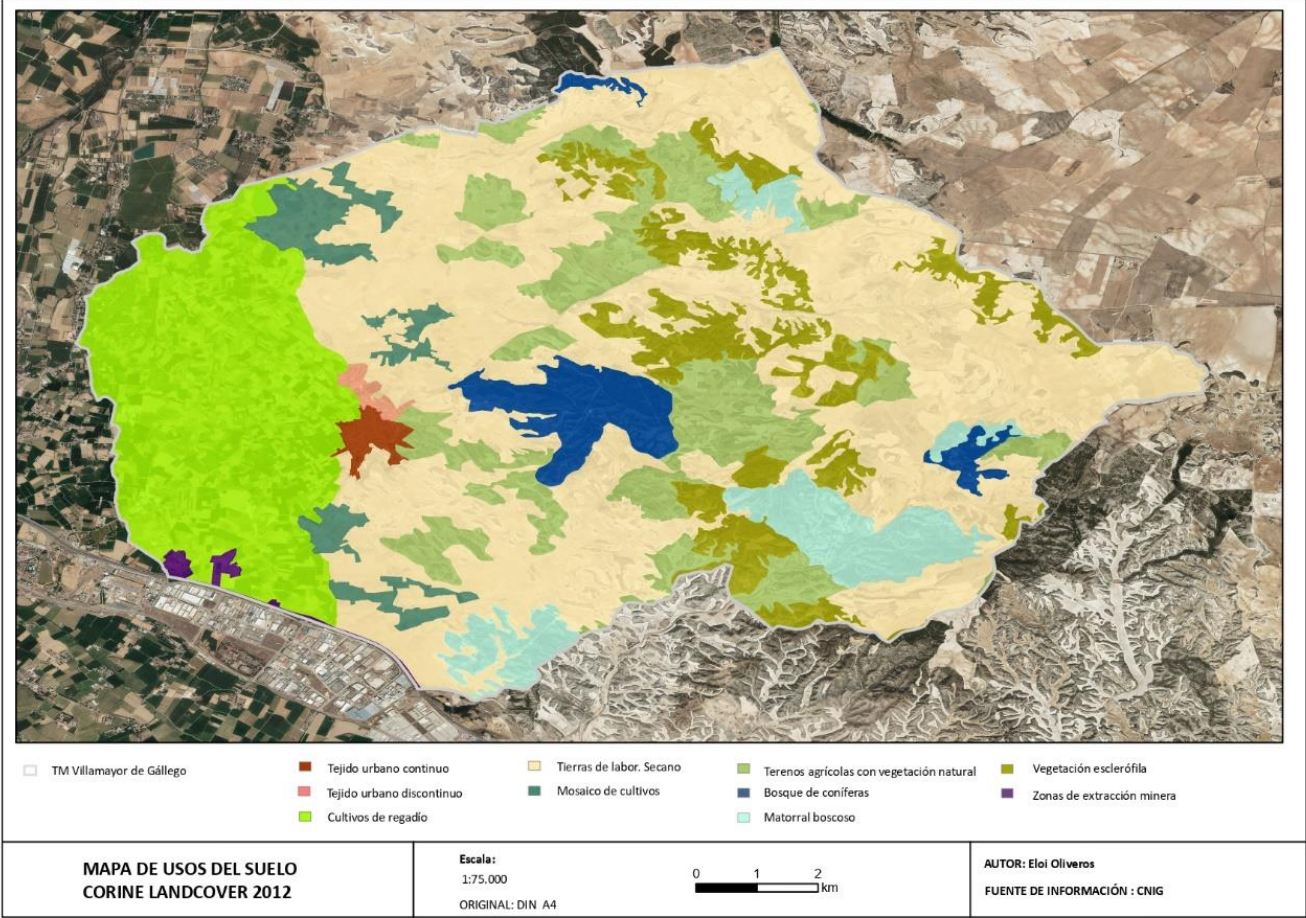 TM Villamayor de Gállego
Tejido urbano continuo
Tejido urbano discontinuo
Cultivos de regadío
Tierras de labor. Secano
Mosaico de cultivos
Terenos agrícolas con vegetación natural
Bosque de coníferas
Matorral boscoso
Vegetación esclerófila
Zonas de extracción minera
MAPA DE USOS DEL SUELO
CORINE LANDCOVER 2012
Escala:
1:75.000
ORIGINAL: DIN A4
0 1 2
km
AUTOR: Eloi Oliveros
FUENTE DE INFORMACIÓN : CNIG